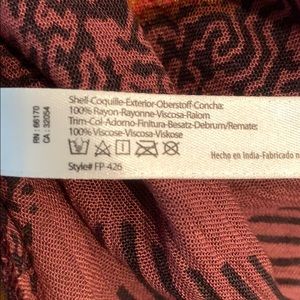 RN : 66170
CA : 32054
Shell-Coquille-Exterior-Oberstoff-Concha:
100% Rayon-Rayonne-Viscosa-Raiom
Trim-Col-Adorno-Finitura-Besatz-Debrum/Remate:
100% Viscose-Viscosa-Viskose
Style# FP-426
Hecho en India-Fabricado